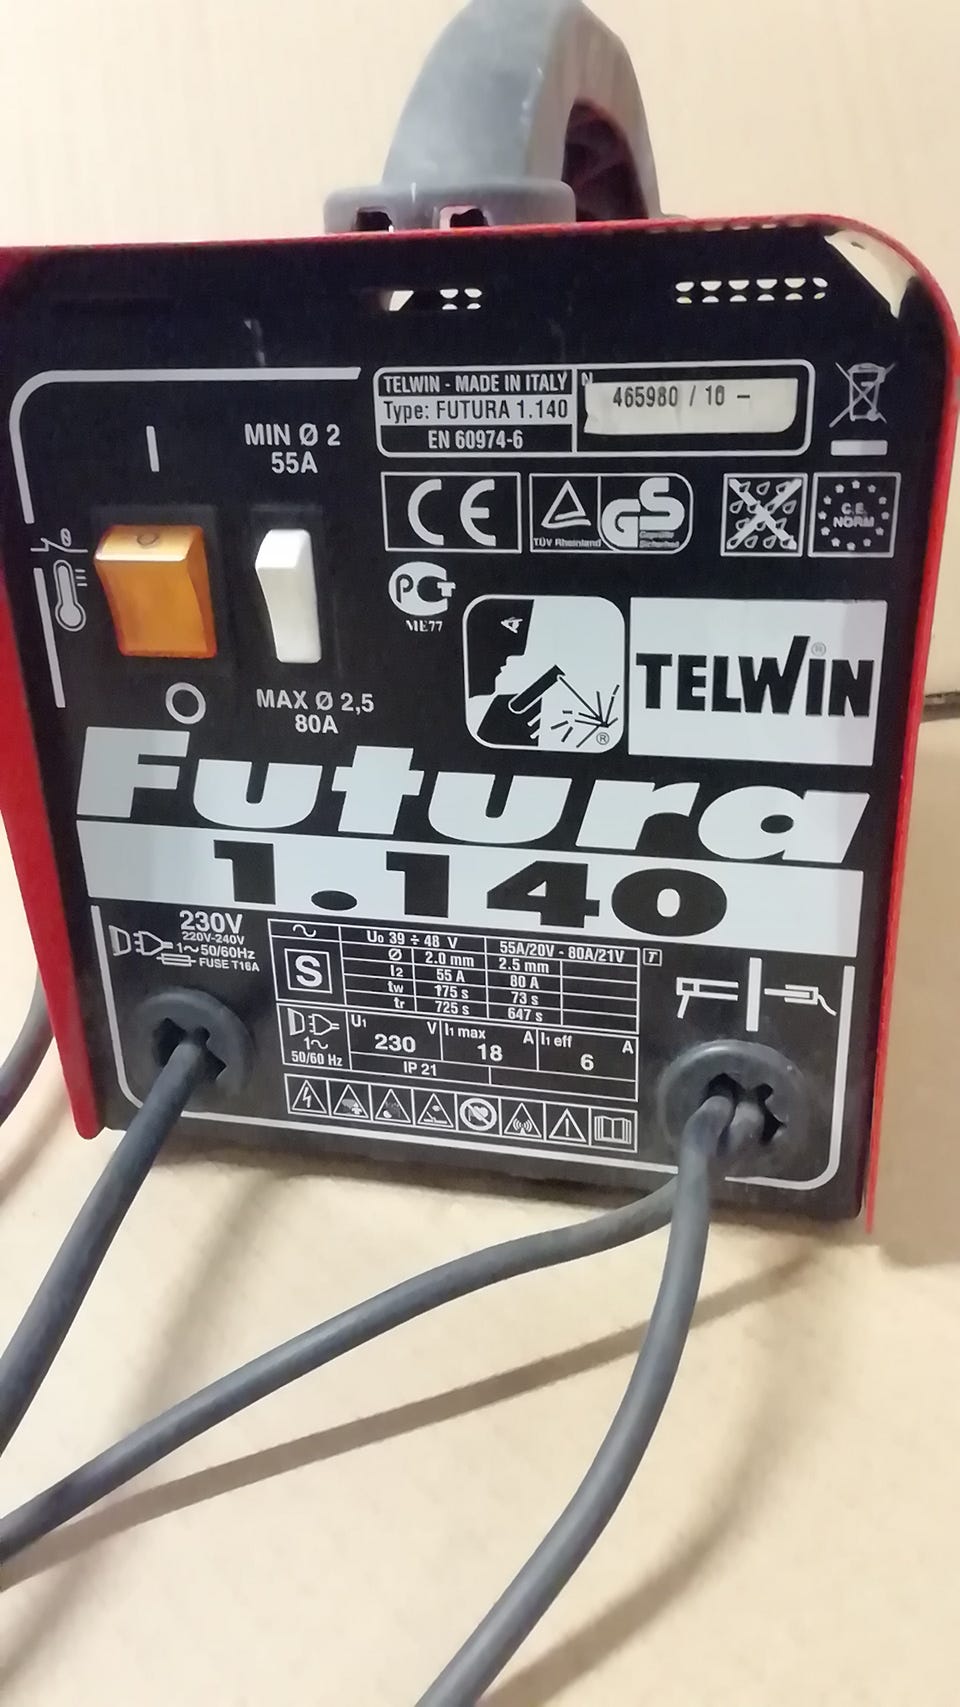 TELWIN - MADE IN ITALY
Type: FUTURA 1.140
EN 60974-6
N
465980 / 10 -
I
MIN Ø 2
55A
CE
TÜV Rheinland
GS
Geprüfte
Sicherheit
C.E.
NORM
PCT
ME77
MAX Ø 2,5
80A
O
®
TELWIN®
Futura
1.140
230V
220V-240V
1~50/60Hz
FUSE T16A
S
~ U0 39 ÷ 48 V 55A/20V - 80A/21V T
Ø 2.0 mm 2.5 mm
I2 55 A 80 A
tw 175 s 73 s
tr 725 s 647 s
1~
50/60 Hz
U1 230 V I1 max 18 A I1 eff 6 A
IP 21